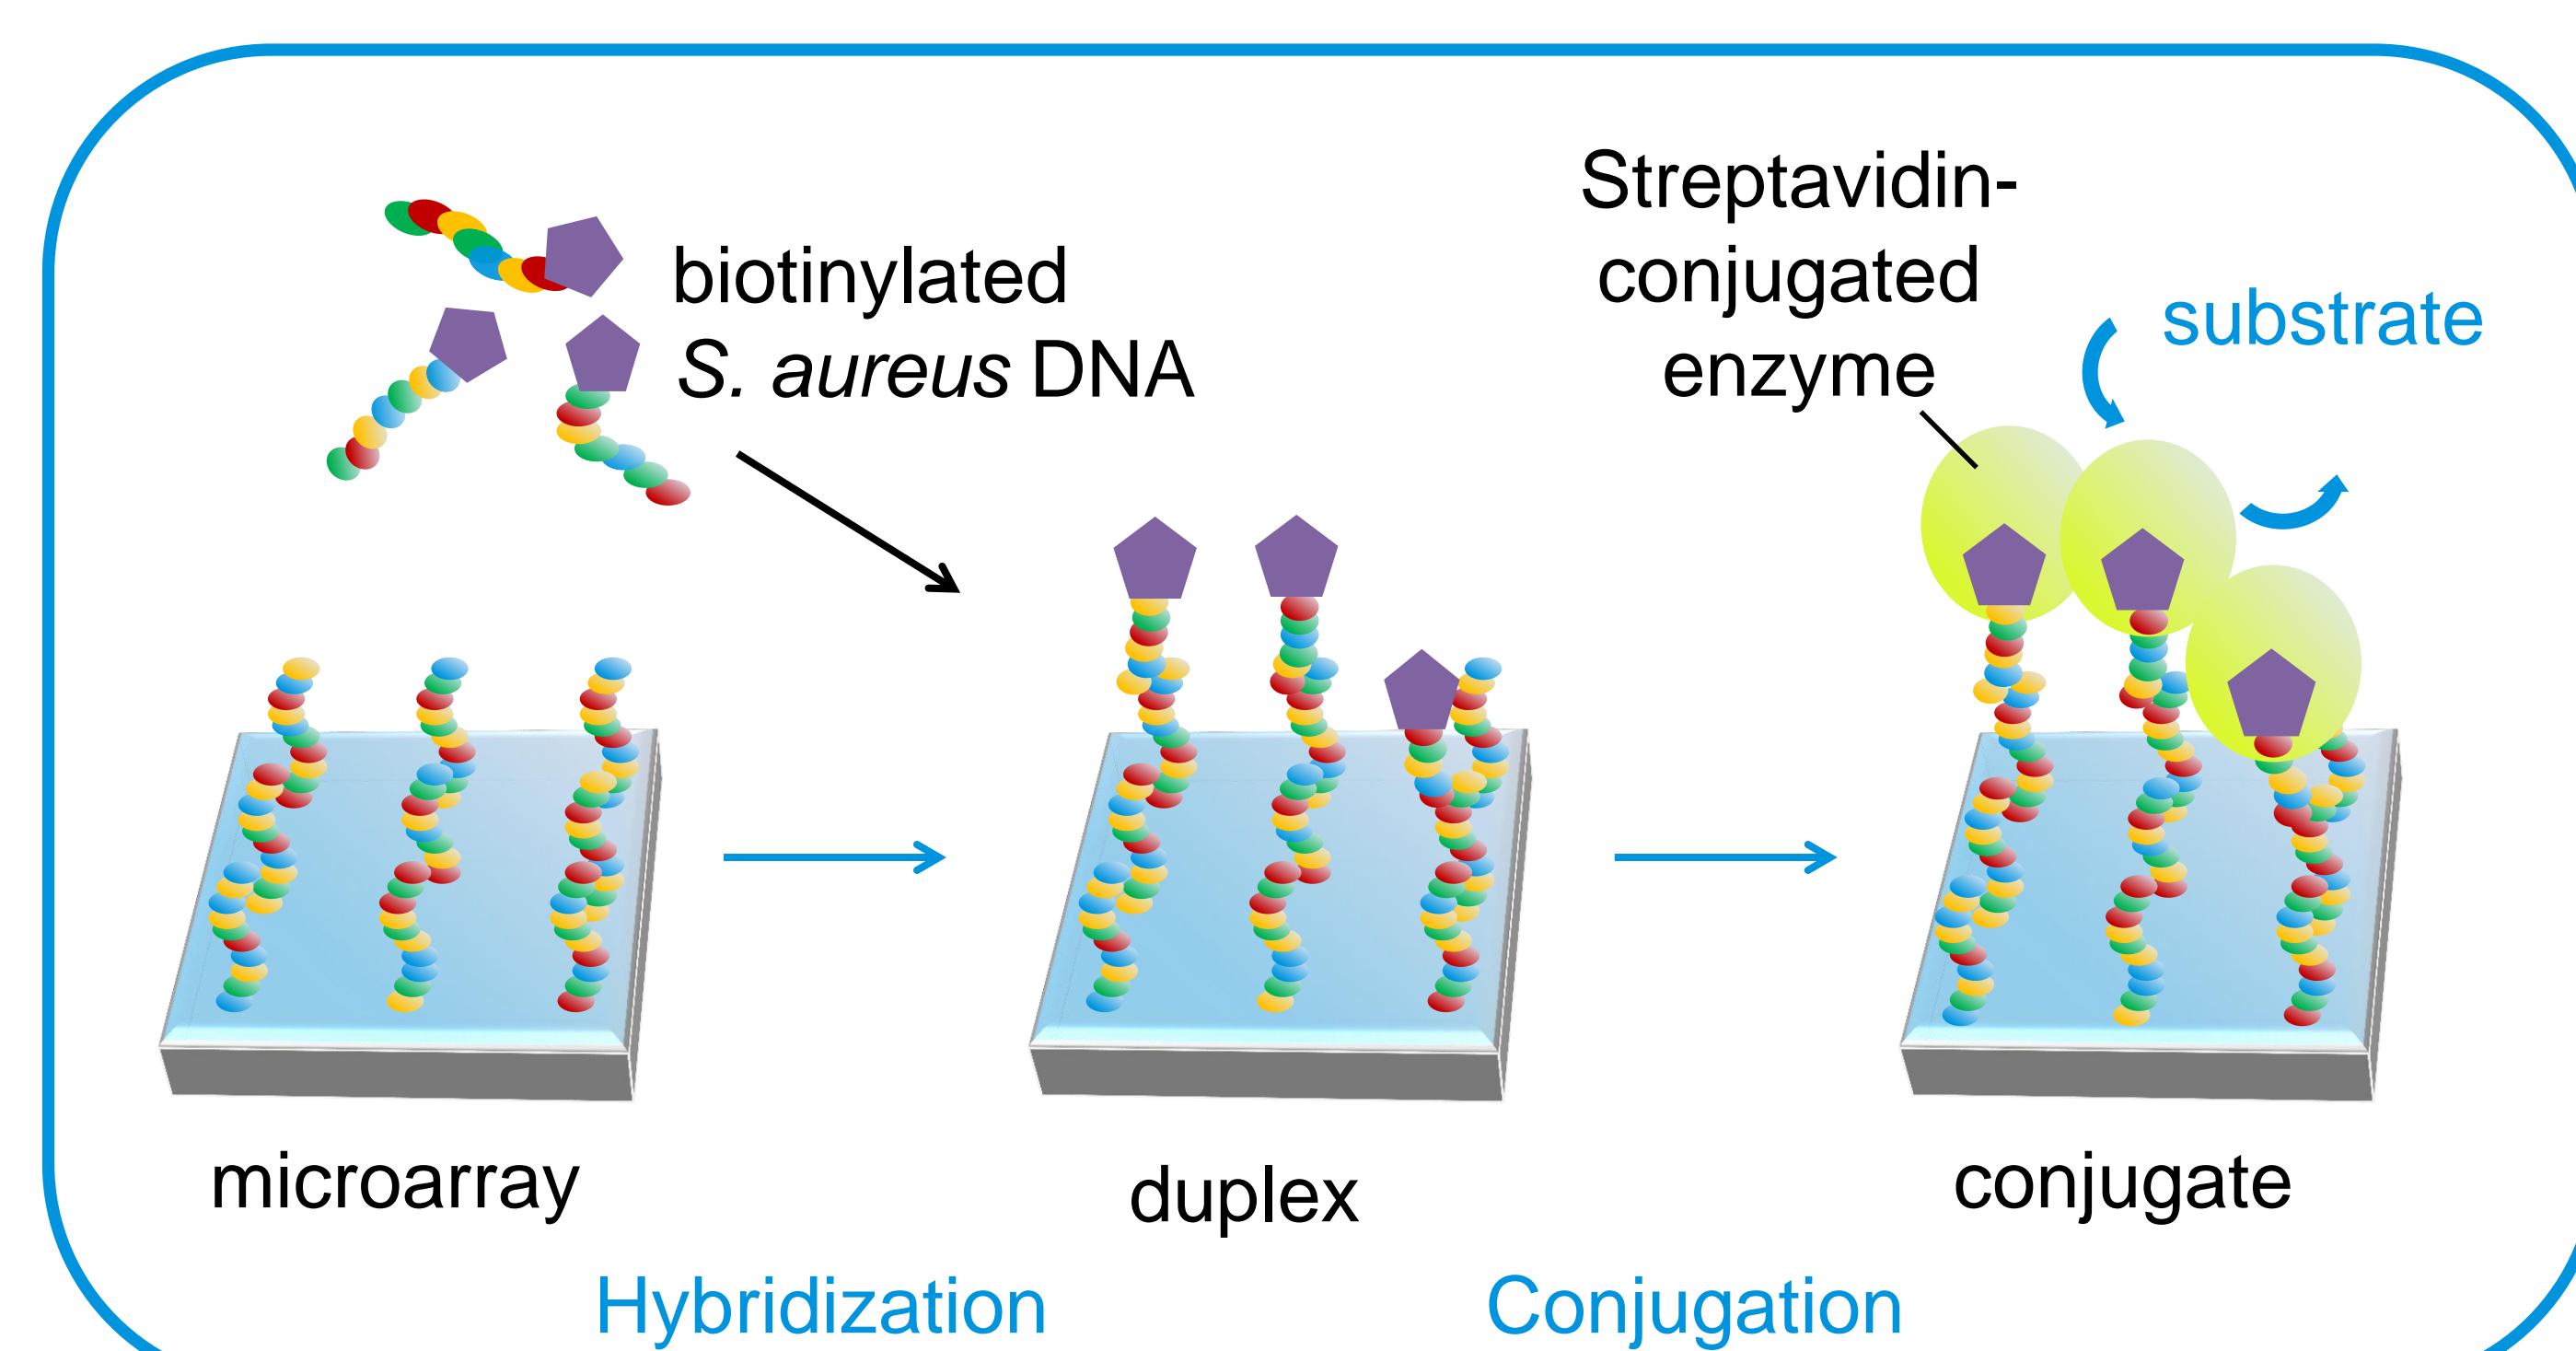 biotinylated
S. aureus DNA
Streptavidin-
conjugated
enzyme
substrate
microarray
duplex
conjugate
Hybridization
Conjugation